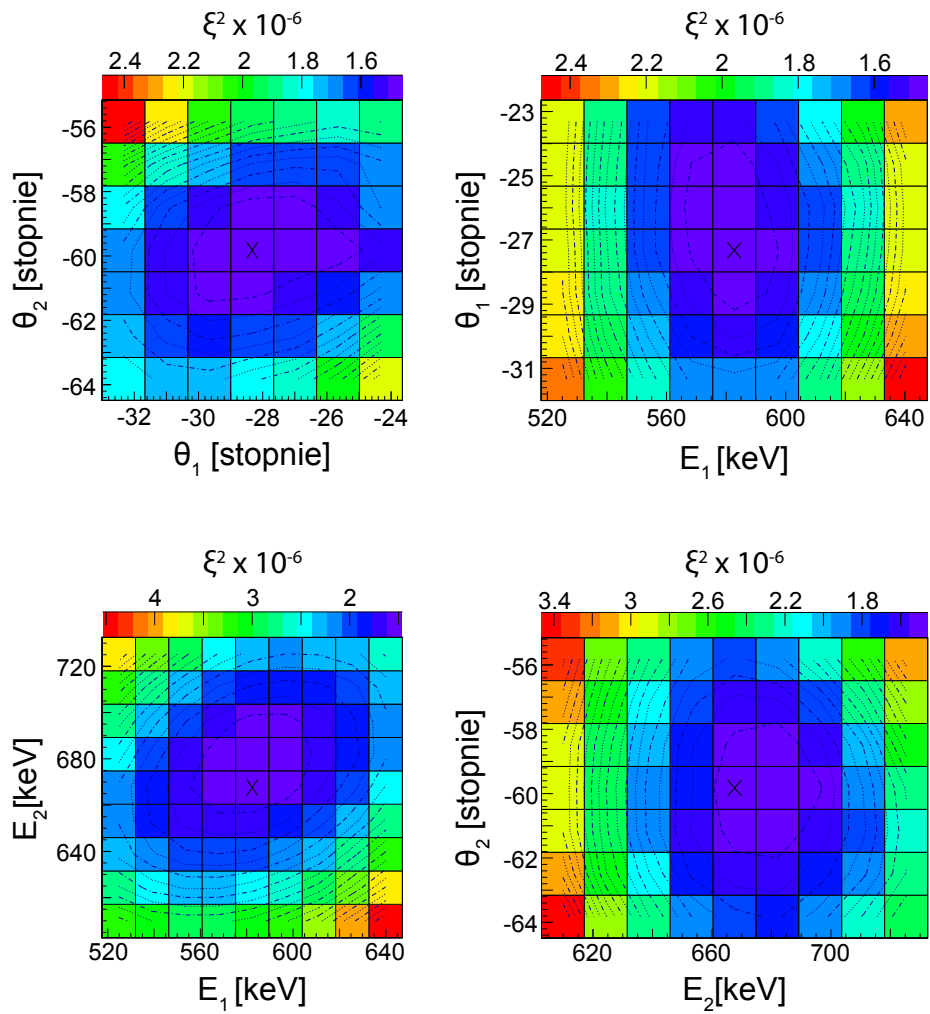 ξ² x 10⁻⁶
2.4 2.2 2 1.8 1.6
-56
-58
-60
-62
-64
θ₂ [stopnie]
-32 -30 -28 -26 -24
θ₁ [stopnie]
ξ² x 10⁻⁶
2.4 2.2 2 1.8 1.6
-23
-25
-27
-29
-31
θ₁ [stopnie]
520 560 600 640
E₁ [keV]
ξ² x 10⁻⁶
4 3 2
720
680
640
E₂[keV]
520 560 600 640
E₁ [keV]
ξ² x 10⁻⁶
3.4 3 2.6 2.2 1.8
-56
-58
-60
-62
-64
θ₂ [stopnie]
620 660 700
E₂[keV]